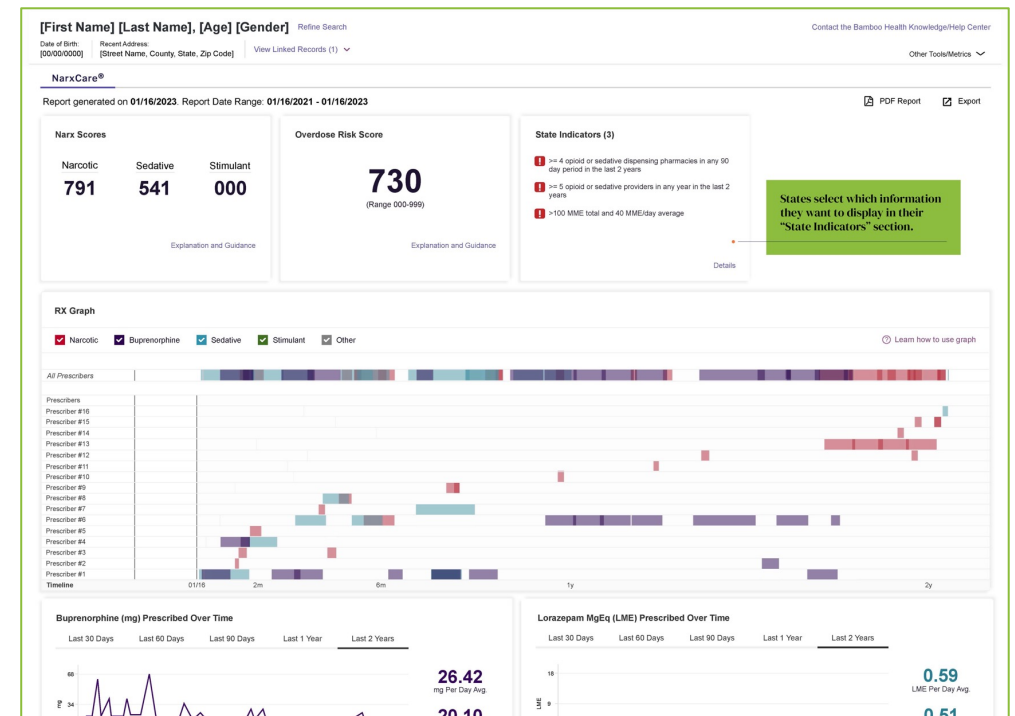 [First Name] [Last Name], [Age] [Gender] Refine Search
Contact the Bamboo Health Knowledge/Help Center
Date of Birth:
[00/00/0000]
Recent Address:
[Street Name, County, State, Zip Code]
View Linked Records (1)
Other Tools/Metrics
NarxCare®
Report generated on 01/16/2023. Report Date Range: 01/16/2021 - 01/16/2023
PDF Report
Export
Narx Scores
Narcotic Sedative Stimulant
791 541 000
Explanation and Guidance
Overdose Risk Score
730
(Range 000-999)
Explanation and Guidance
State Indicators (3)
>= 4 opioid or sedative dispensing pharmacies in any 90
day period in the last 2 years
>= 5 opioid or sedative providers in any year in the last 2
years
>100 MME total and 40 MME/day average
Details
States select which information
they want to display in their
“State Indicators” section.
RX Graph
Narcotic Buprenorphine Sedative Stimulant Other
Learn how to use graph
All Prescribers
Prescribers
Prescriber #16
Prescriber #15
Prescriber #14
Prescriber #13
Prescriber #12
Prescriber #11
Prescriber #10
Prescriber #9
Prescriber #8
Prescriber #7
Prescriber #6
Prescriber #5
Prescriber #4
Prescriber #3
Prescriber #2
Prescriber #1
Timeline 01/16 2m 6m 1y 2y
Buprenorphine (mg) Prescribed Over Time
Last 30 Days Last 60 Days Last 90 Days Last 1 Year Last 2 Years
68
34
mg
26.42
mg Per Day Avg.
20.10
Lorazepam MgEq (LME) Prescribed Over Time
Last 30 Days Last 60 Days Last 90 Days Last 1 Year Last 2 Years
18
9
LME
0.59
LME Per Day Avg.
0.51